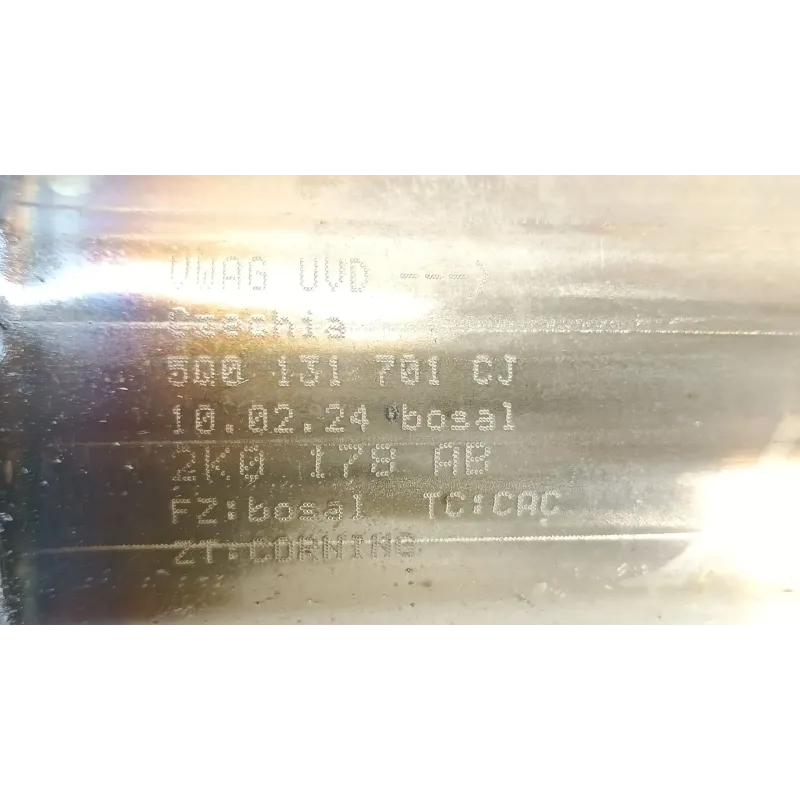 VWAG UVD --->
Czechia
5Q0 131 701 CJ
10.02.24 bosal
2K0 178 AB
FZ:bosal TC:CAC
ZT:CORNING